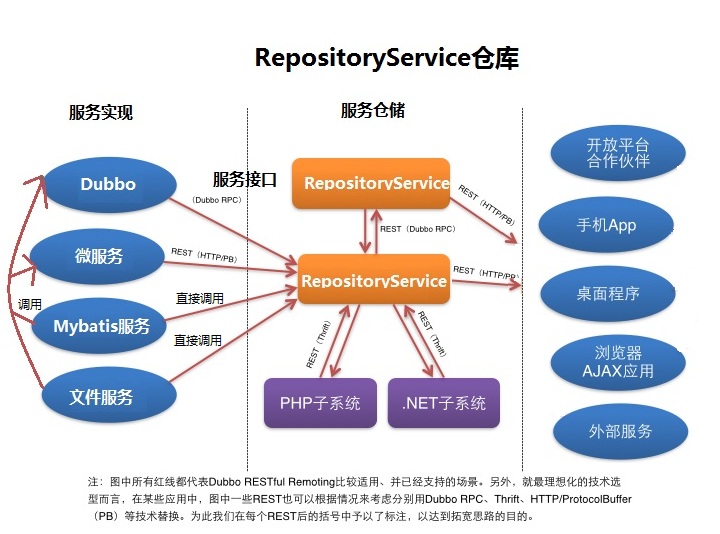 RepositoryService仓库
服务实现
服务仓储
Dubbo
服务接口
（Dubbo RPC）
RepositoryService
REST（HTTP/PB）
开放平台
合作伙伴
手机App
微服务
REST（HTTP/PB）
REST（Dubbo RPC）
RepositoryService
REST（HTTP/PB）
桌面程序
调用
Mybatis服务
直接调用
直接调用
REST（Thrift）
REST（Thrift）
浏览器
AJAX应用
文件服务
PHP子系统
.NET子系统
外部服务
注：图中所有红线都代表Dubbo RESTful Remoting比较适用、并已经支持的场景。另外，就最理想化的技术选
型而言，在某些应用中，图中一些REST也可以根据情况来考虑分别用Dubbo RPC、Thrift、HTTP/ProtocolBuffer
（PB）等技术替换。为此我们在每个REST后的括号中予以了标注，以达到拓宽思路的目的。